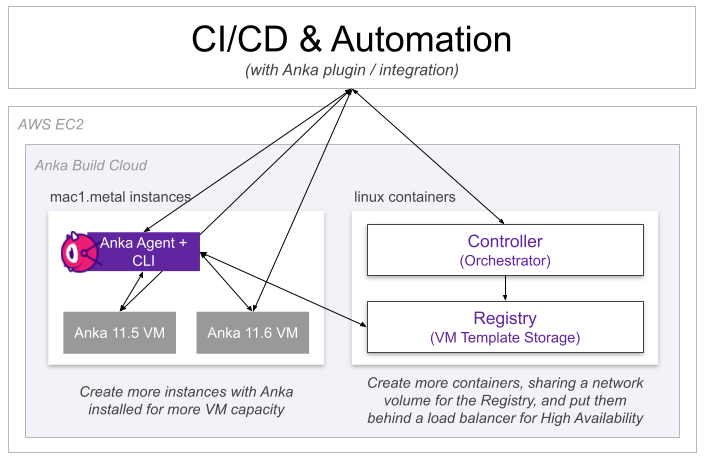 CI/CD & Automation
(with Anka plugin / integration)
AWS EC2
Anka Build Cloud
mac1.metal instances
linux containers
Anka Agent +
CLI
Controller
(Orchestrator)
Anka 11.5 VM
Anka 11.6 VM
Registry
(VM Template Storage)
Create more instances with Anka
installed for more VM capacity
Create more containers, sharing a network
volume for the Registry, and put them
behind a load balancer for High Availability